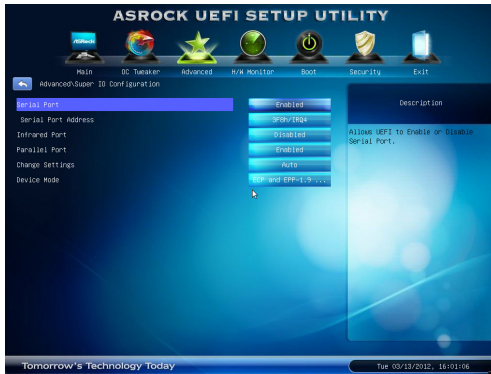 ASROCK UEFI SETUP UTILITY
ASRock
Main OC Tweaker Advanced H/W Monitor Boot Security Exit
Advanced\Super IO Configuration
Serial Port Enabled
Serial Port Address 3F8h/IRQ4
Infrared Port Disabled
Parallel Port Enabled
Change Settings Auto
Device Mode ECP and EPP-1.9 ...
Description
Allows UEFI to Enable or Disable
Serial Port.
Tomorrow's Technology Today
Tue 03/13/2012, 16:01:06